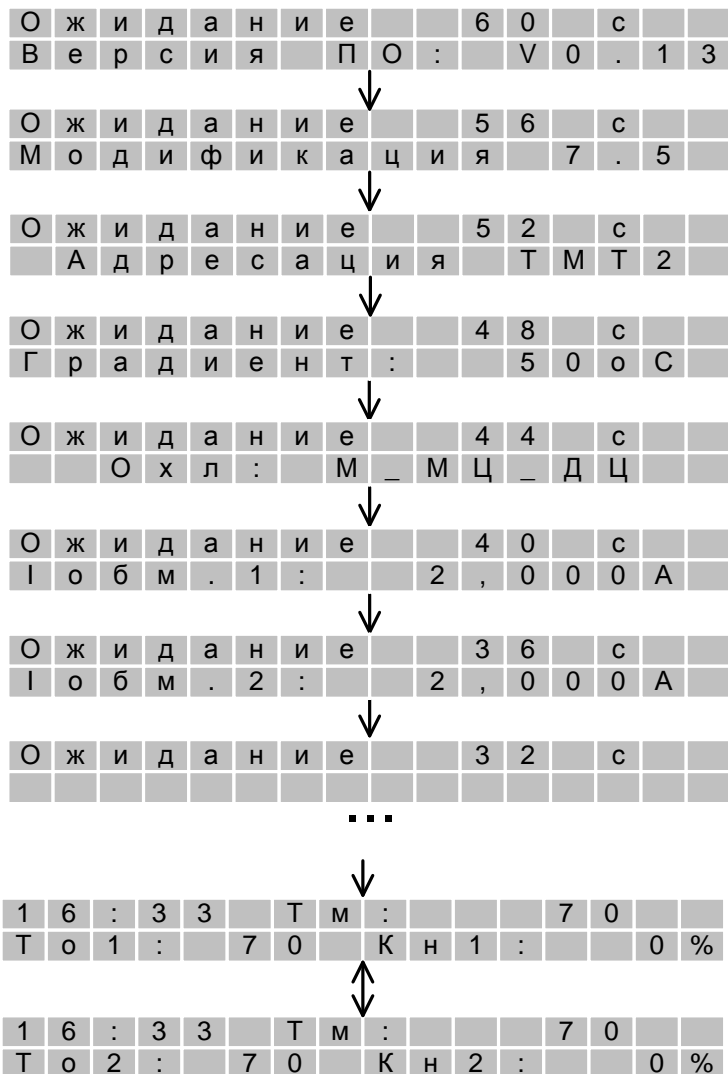 Ожидание 60 с
Версия ПО: V0.13
Ожидание 56 с
Модификация 7.5
Ожидание 52 с
Адресация ТМТ2
Ожидание 48 с
Градиент: 50оС
Ожидание 44 с
Охл: М_МЦ_ДЦ
Ожидание 40 с
Iобм.1: 2,000А
Ожидание 36 с
Iобм.2: 2,000А
Ожидание 32 с
...
16:33 Тм: 70
То1: 70 Кн1: 0%
16:33 Тм: 70
То2: 70 Кн2: 0%